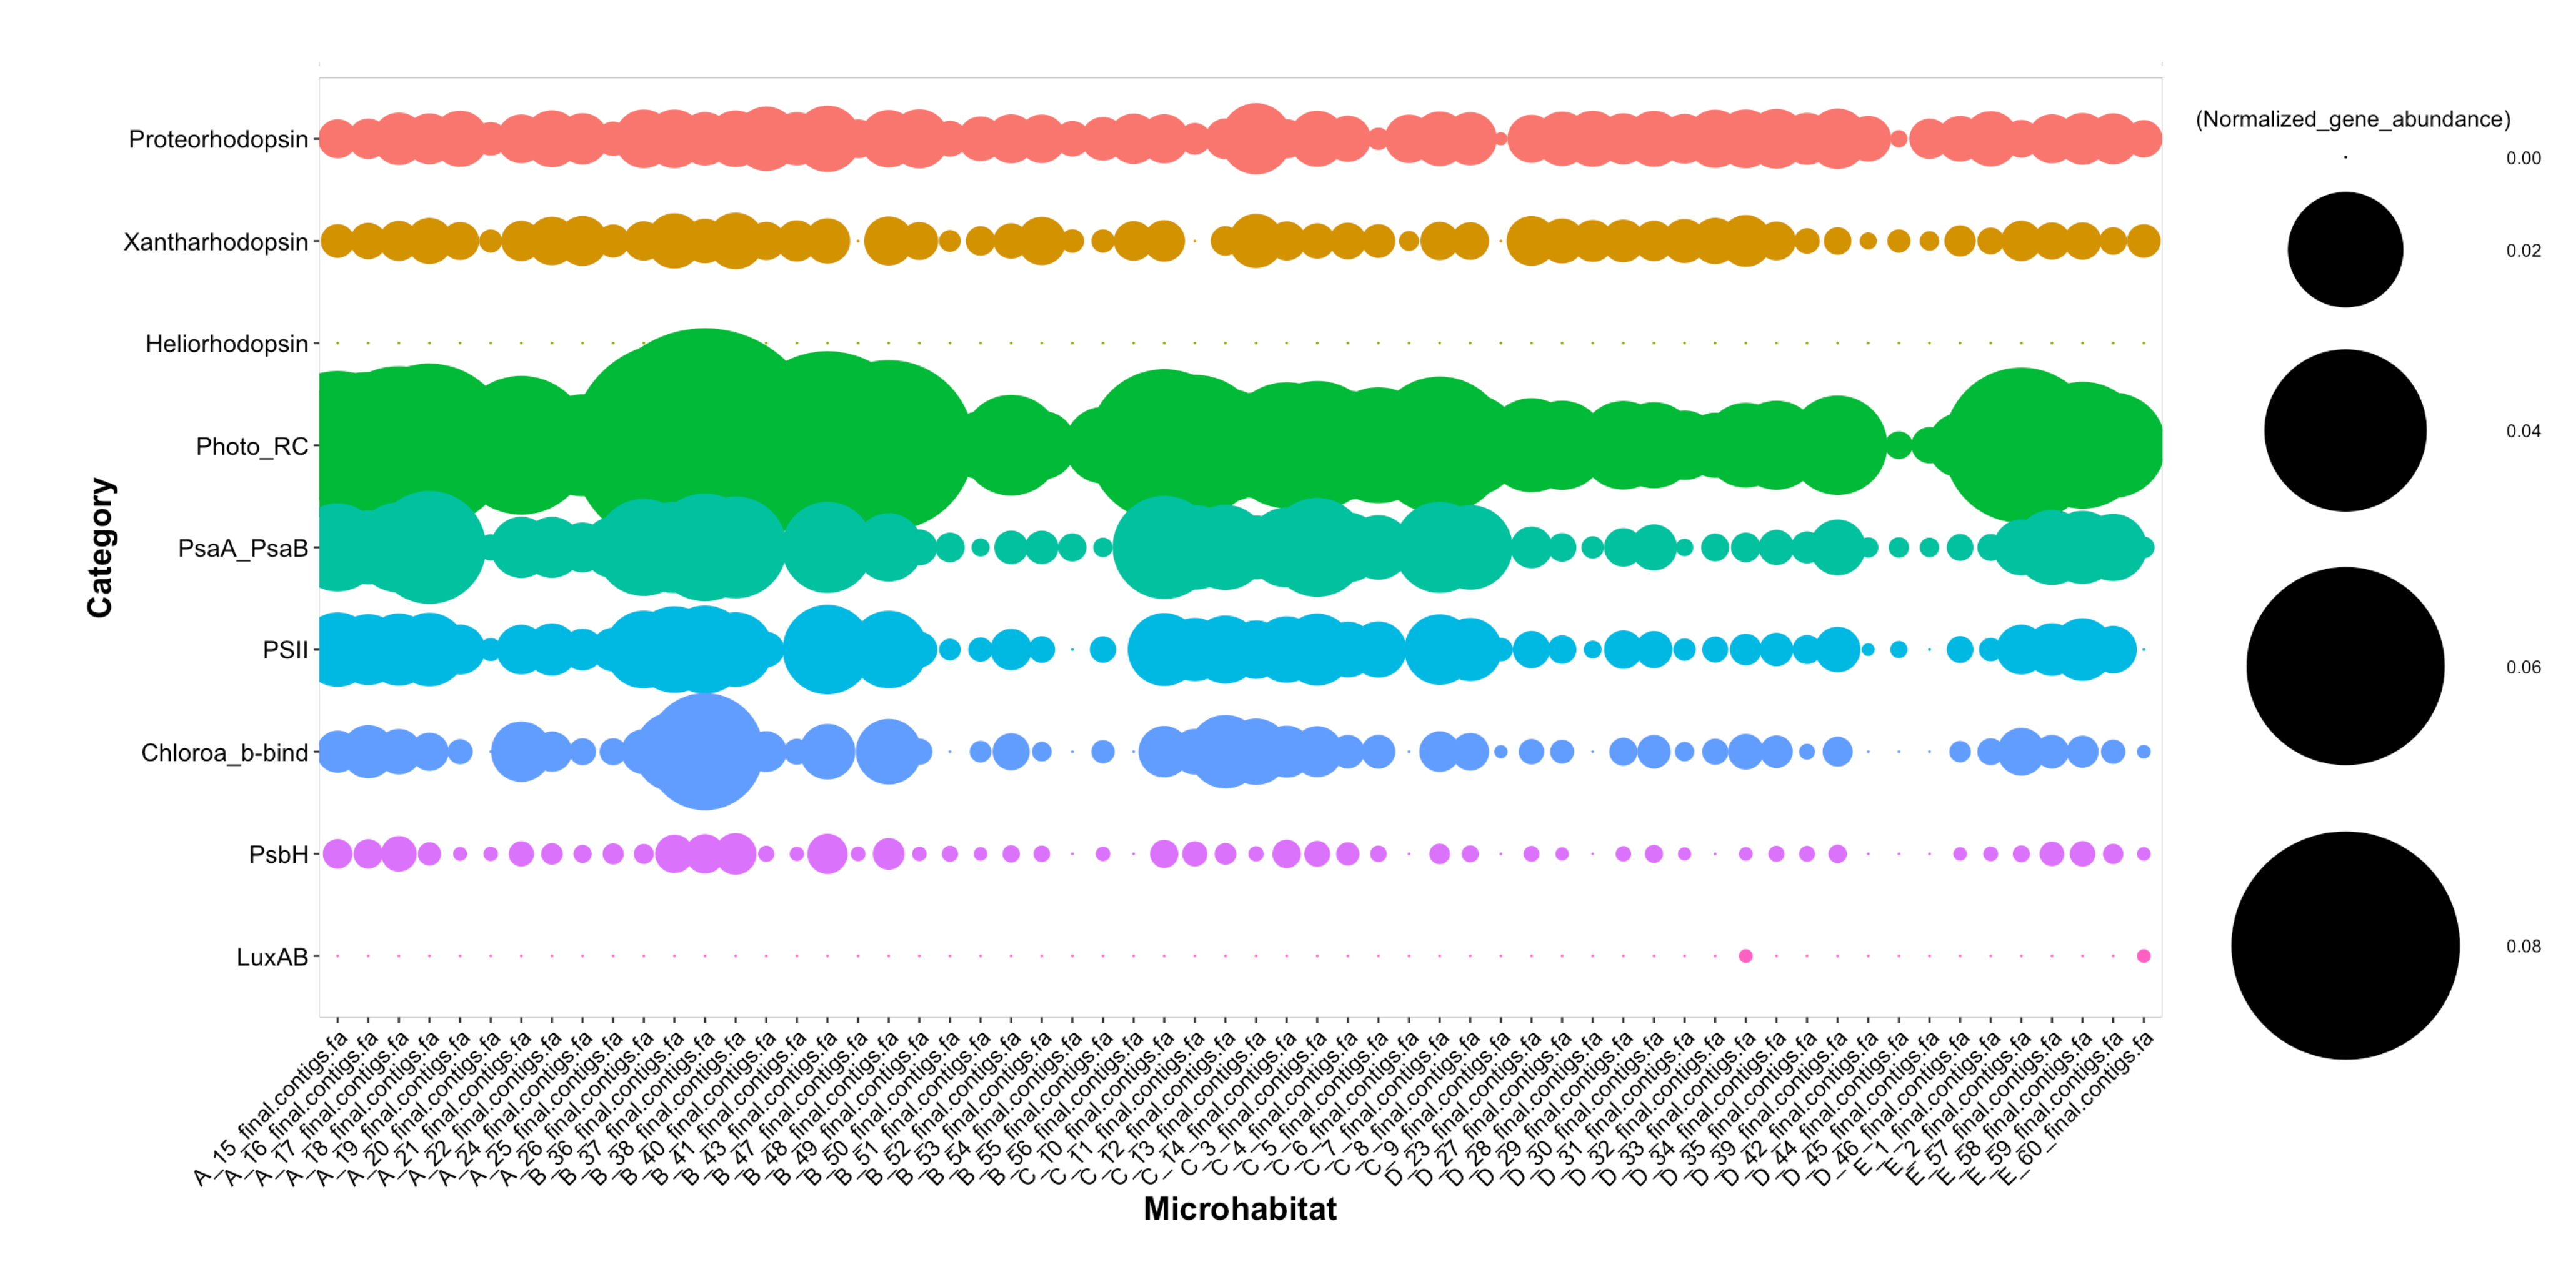 Proteorhodopsin
Xantharhodopsin
Heliorhodopsin
Photo_RC
PsaA_PsaB
PSII
Chloroa_b-bind
PsbH
LuxAB
Category
A_15_final.contigs.fa
A_16_final.contigs.fa
A_17_final.contigs.fa
A_18_final.contigs.fa
A_19_final.contigs.fa
A_20_final.contigs.fa
A_21_final.contigs.fa
A_22_final.contigs.fa
A_24_final.contigs.fa
A_25_final.contigs.fa
A_26_final.contigs.fa
B_36_final.contigs.fa
B_37_final.contigs.fa
B_38_final.contigs.fa
B_40_final.contigs.fa
B_41_final.contigs.fa
B_43_final.contigs.fa
B_47_final.contigs.fa
B_48_final.contigs.fa
B_49_final.contigs.fa
B_50_final.contigs.fa
B_51_final.contigs.fa
B_52_final.contigs.fa
B_53_final.contigs.fa
B_54_final.contigs.fa
B_55_final.contigs.fa
B_56_final.contigs.fa
C_10_final.contigs.fa
C_11_final.contigs.fa
C_12_final.contigs.fa
C_13_final.contigs.fa
C_14_final.contigs.fa
C_3_final.contigs.fa
C_4_final.contigs.fa
C_5_final.contigs.fa
C_6_final.contigs.fa
C_7_final.contigs.fa
C_8_final.contigs.fa
C_9_final.contigs.fa
D_23_final.contigs.fa
D_27_final.contigs.fa
D_28_final.contigs.fa
D_29_final.contigs.fa
D_30_final.contigs.fa
D_31_final.contigs.fa
D_32_final.contigs.fa
D_33_final.contigs.fa
D_34_final.contigs.fa
D_35_final.contigs.fa
D_39_final.contigs.fa
D_42_final.contigs.fa
D_44_final.contigs.fa
D_45_final.contigs.fa
D_46_final.contigs.fa
E_1_final.contigs.fa
E_2_final.contigs.fa
E_57_final.contigs.fa
E_58_final.contigs.fa
E_59_final.contigs.fa
E_60_final.contigs.fa
Microhabitat
(Normalized_gene_abundance)
0.00
0.02
0.04
0.06
0.08